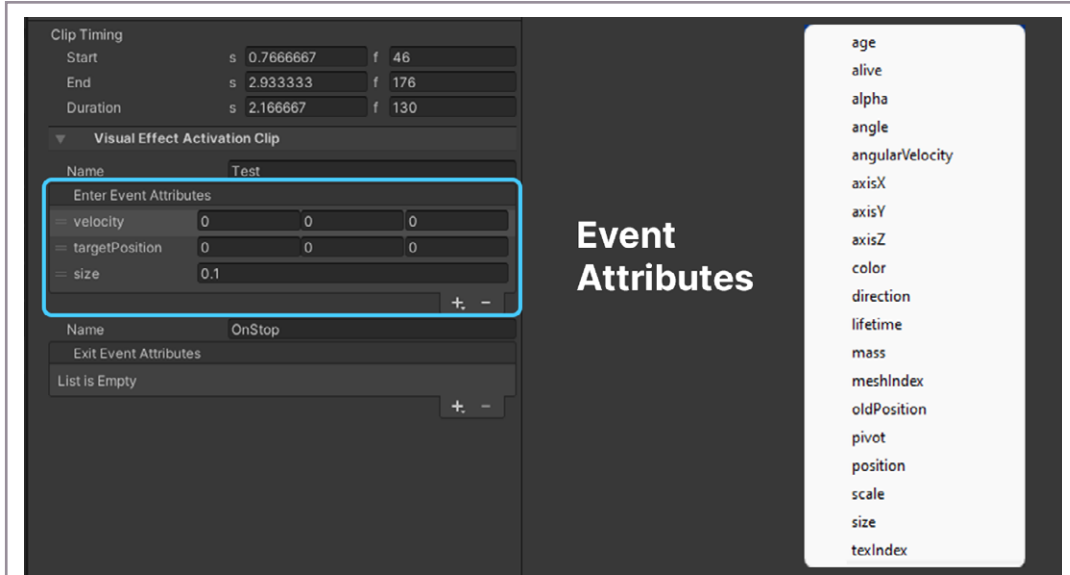 Clip Timing
Start s 0.7666667 f 46
End s 2.933333 f 176
Duration s 2.166667 f 130
Visual Effect Activation Clip
Name Test
Enter Event Attributes
velocity 0 0 0
targetPosition 0 0 0
size 0.1
+ -
Name OnStop
Exit Event Attributes
List is Empty
+ -
Event
Attributes
age
alive
alpha
angle
angularVelocity
axisX
axisY
axisZ
color
direction
lifetime
mass
meshIndex
oldPosition
pivot
position
scale
size
texIndex